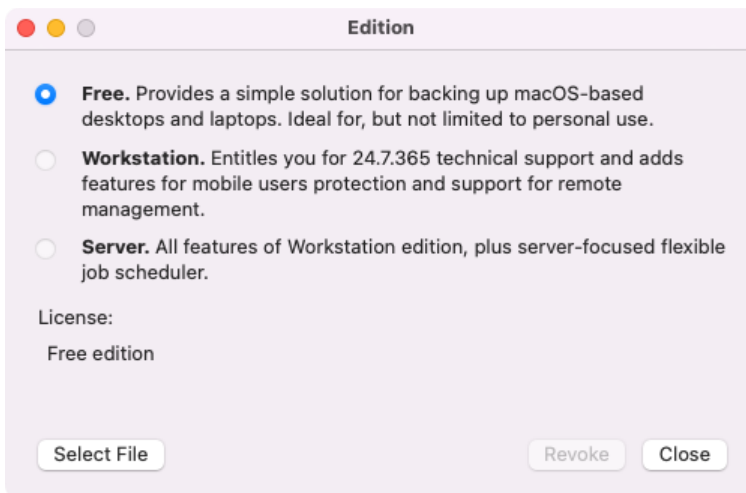 Edition
Free. Provides a simple solution for backing up macOS-based
desktops and laptops. Ideal for, but not limited to personal use.
Workstation. Entitles you for 24.7.365 technical support and adds
features for mobile users protection and support for remote
management.
Server. All features of Workstation edition, plus server-focused flexible
job scheduler.
License:
Free edition
Select File
Revoke
Close